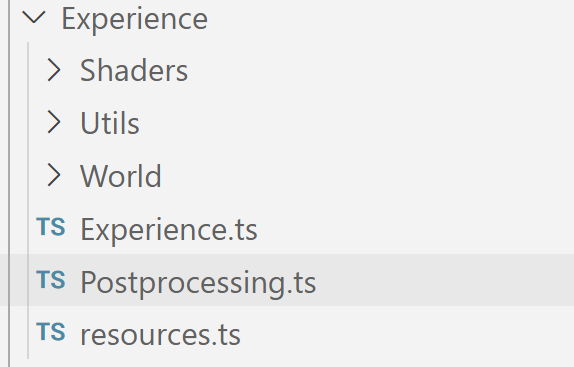 Experience
Shaders
Utils
World
TS Experience.ts
TS Postprocessing.ts
TS resources.ts